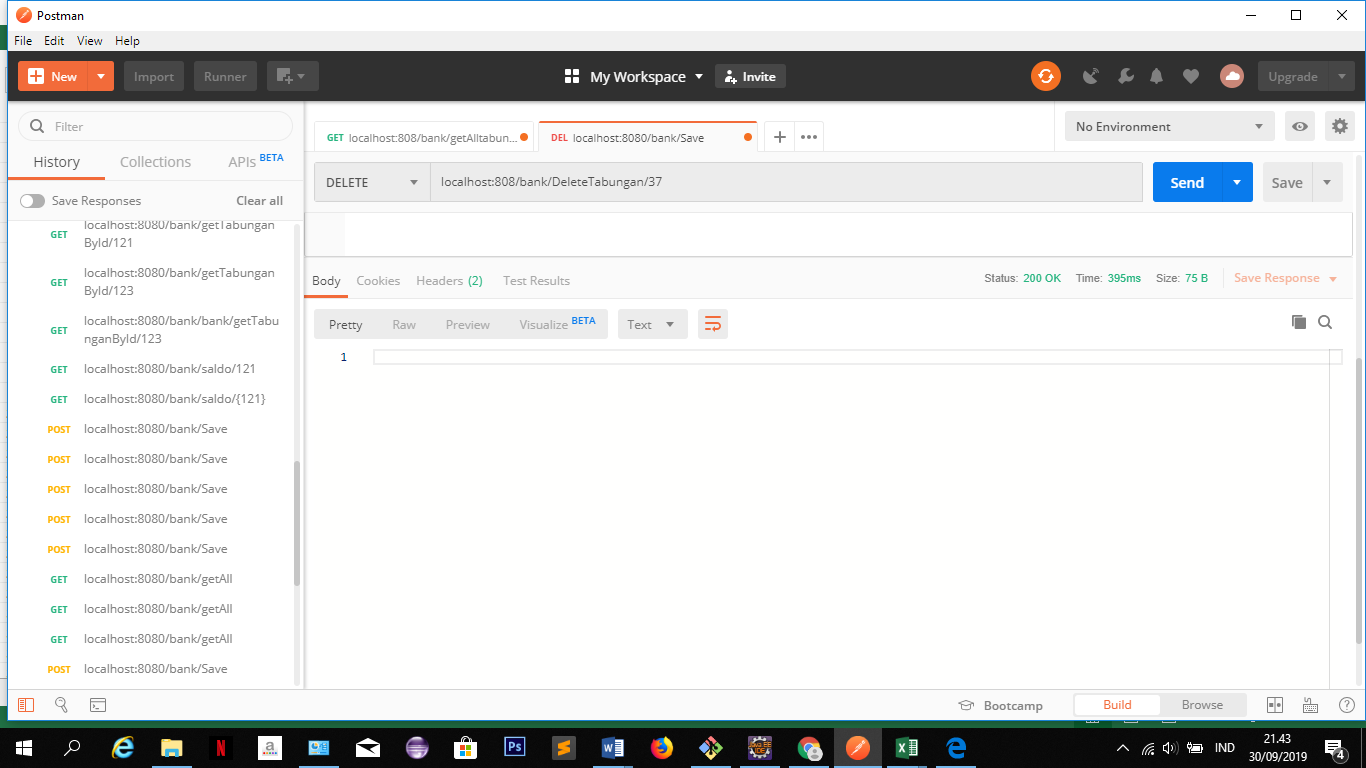 Postman
File Edit View Help
New Import Runner My Workspace Invite Upgrade
Filter
History Collections APIs BETA
Save Responses Clear all
GET localhost:8080/bank/getTabungan
ById/121
GET localhost:8080/bank/getTabungan
ById/123
GET localhost:8080/bank/bank/getTabu
nganById/123
GET localhost:8080/bank/saldo/121
GET localhost:8080/bank/saldo/{121}
POST localhost:8080/bank/Save
POST localhost:8080/bank/Save
POST localhost:8080/bank/Save
POST localhost:8080/bank/Save
POST localhost:8080/bank/Save
GET localhost:8080/bank/getAll
GET localhost:8080/bank/getAll
GET localhost:8080/bank/getAll
POST localhost:8080/bank/Save
GET localhost:808/bank/getAlltabun...
DEL localhost:8080/bank/Save
No Environment
DELETE localhost:808/bank/DeleteTabungan/37 Send Save
Body Cookies Headers (2) Test Results Status: 200 OK Time: 395ms Size: 75 B Save Response
Pretty Raw Preview Visualize BETA Text
1
Bootcamp Build Browse
IND
21.43
30/09/2019
4